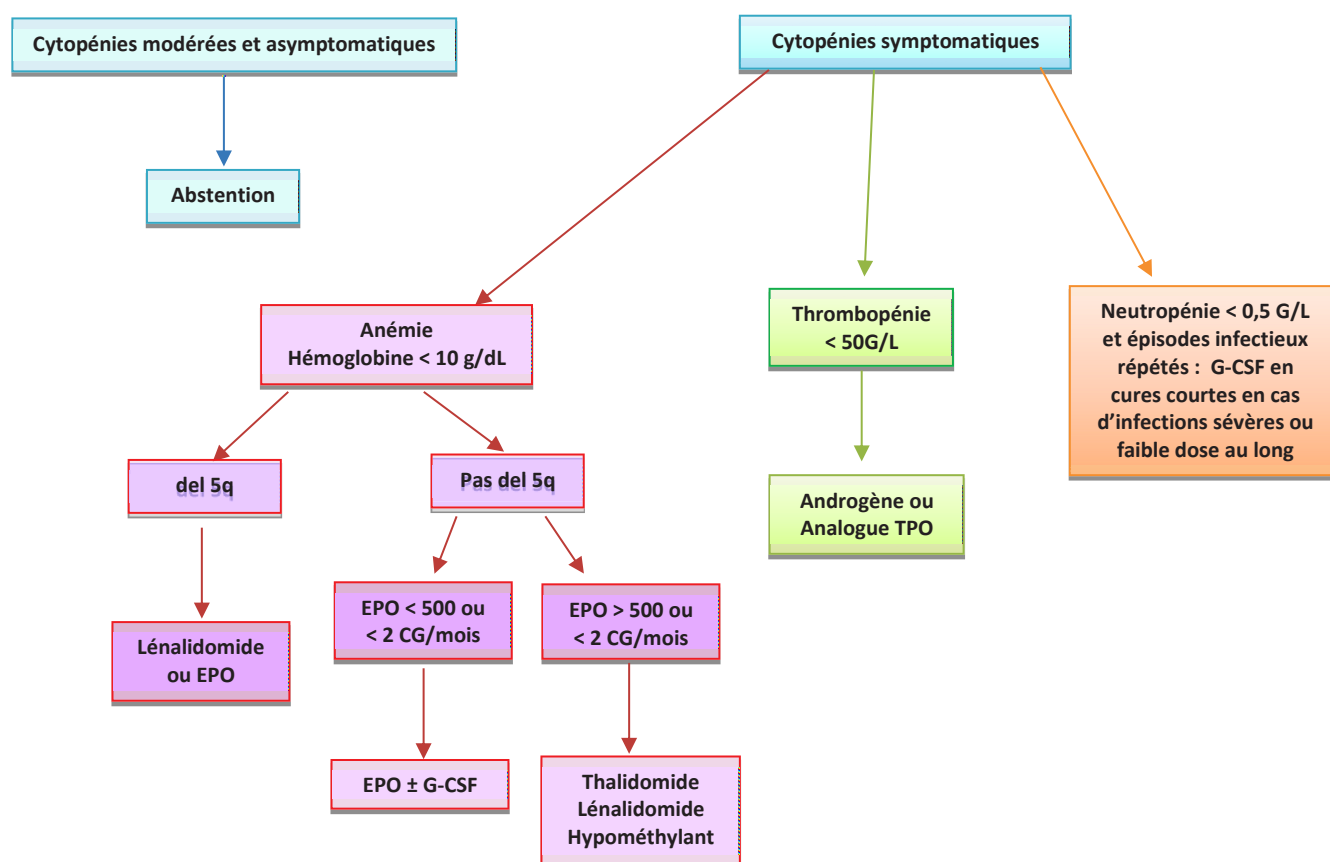 Cytopénies modérées et asymptomatiques
Cytopénies symptomatiques
Abstention
Anémie
Hémoglobine < 10 g/dL
Thrombopénie
< 50G/L
Neutropénie < 0,5 G/L
et épisodes infectieux
répétés : G-CSF en
cures courtes en cas
d’infections sévères ou
faible dose au long
del 5q
Pas del 5q
Androgène ou
Analogue TPO
EPO < 500 ou
< 2 CG/mois
EPO > 500 ou
< 2 CG/mois
Lénalidomide
ou EPO
EPO ± G-CSF
Thalidomide
Lénalidomide
Hypométhylant